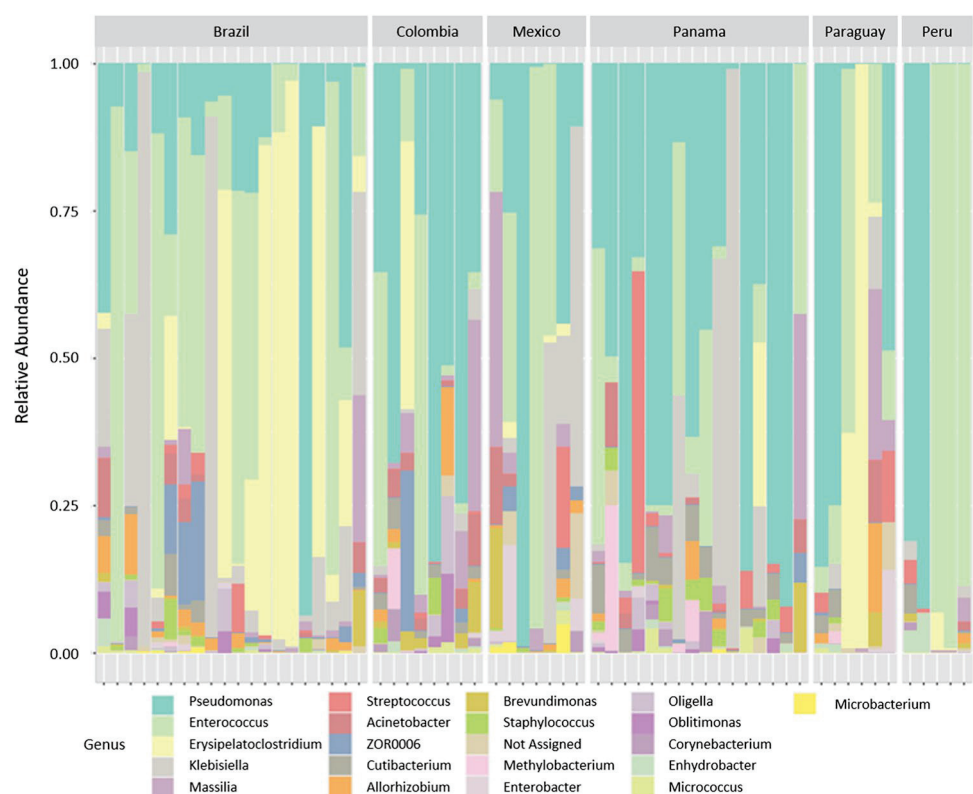 Brazil Colombia Mexico Panama Paraguay Peru
1.00
0.75
0.50
0.25
0.00
Relative Abundance
Genus
Pseudomonas Streptococcus Brevundimonas Oligella Microbacterium
Enterococcus Acinetobacter Staphylococcus Oblitimonas
Erysipelatoclostridium ZOR0006 Not Assigned Corynebacterium
Klebisiella Cutibacterium Methylobacterium Enhydrobacter
Massilia Allorhizobium Enterobacter Micrococcus